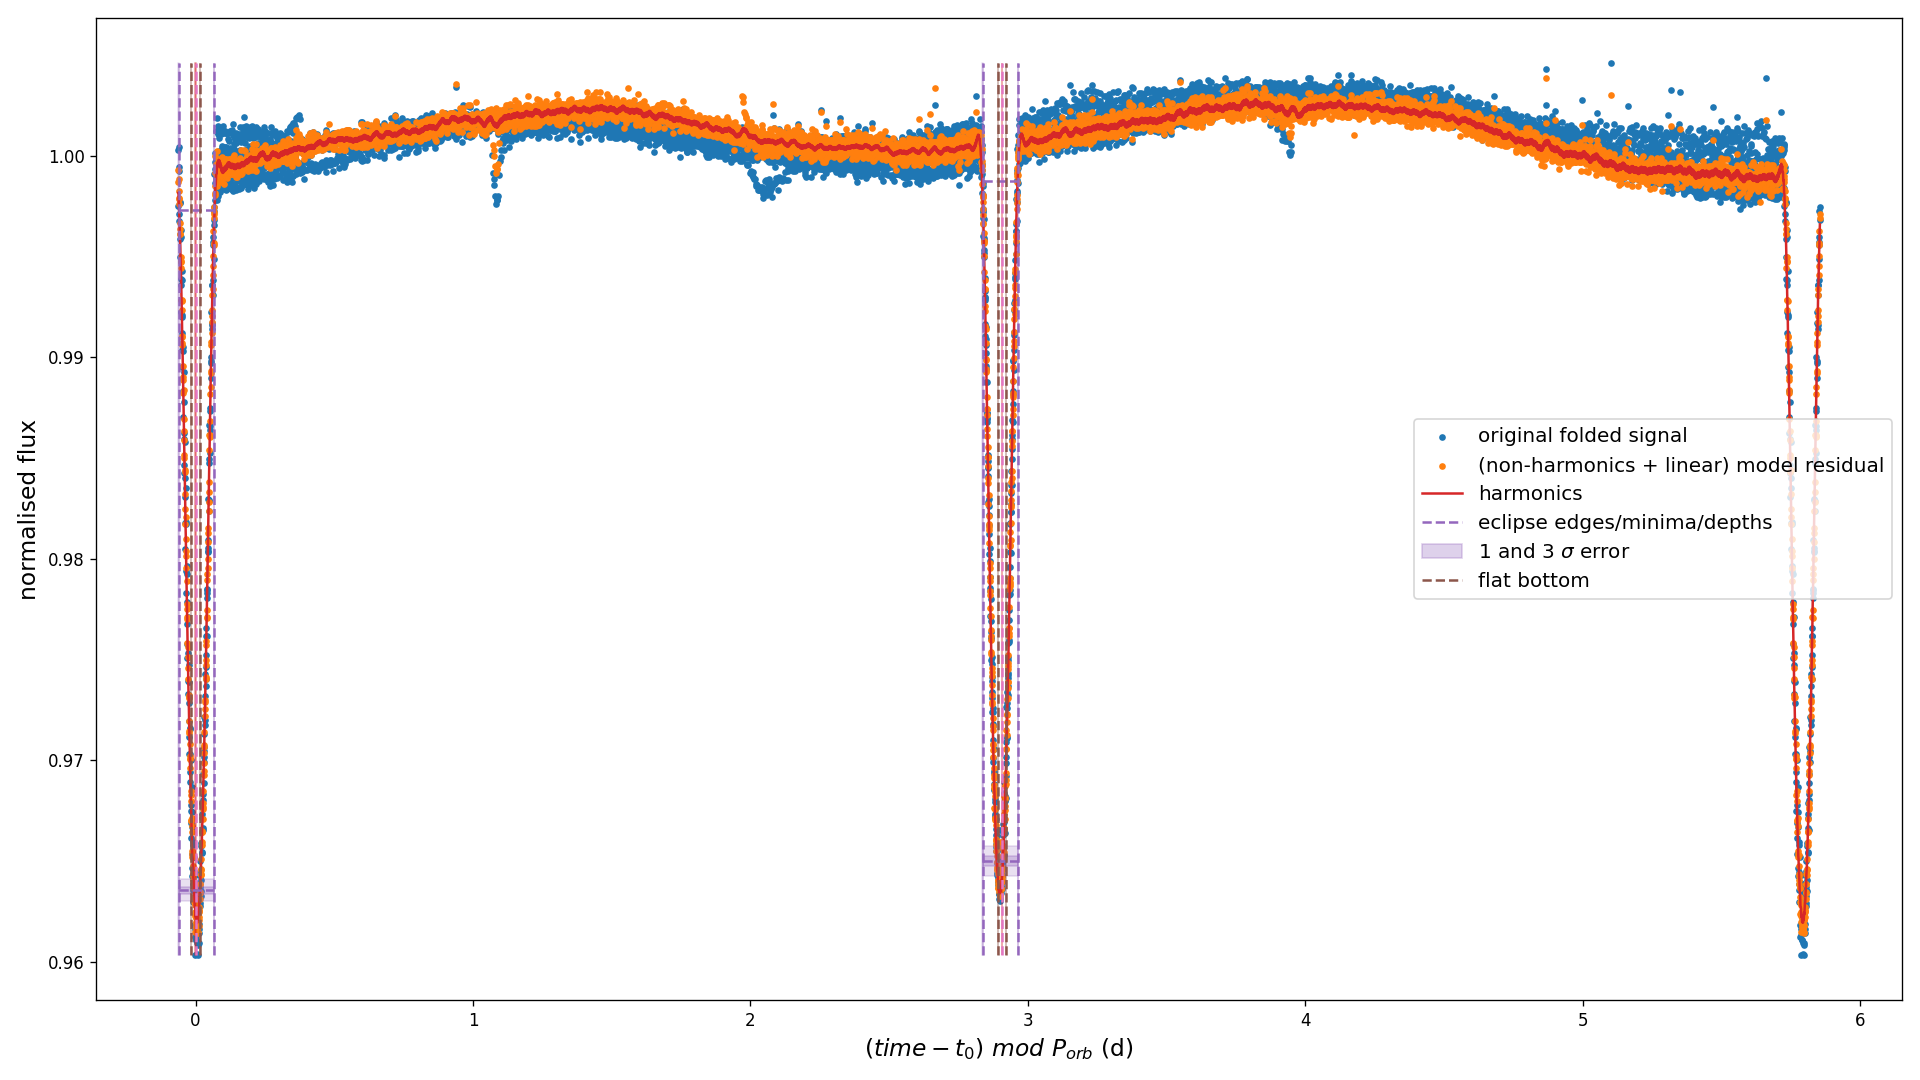 1.00
0.99
0.98
0.97
0.96
normalised flux
original folded signal
(non-harmonics + linear) model residual
harmonics
eclipse edges/minima/depths
1 and 3 σ error
flat bottom
0 1 2 3 4 5 6
(time − t₀) mod Pₒᵣb (d)